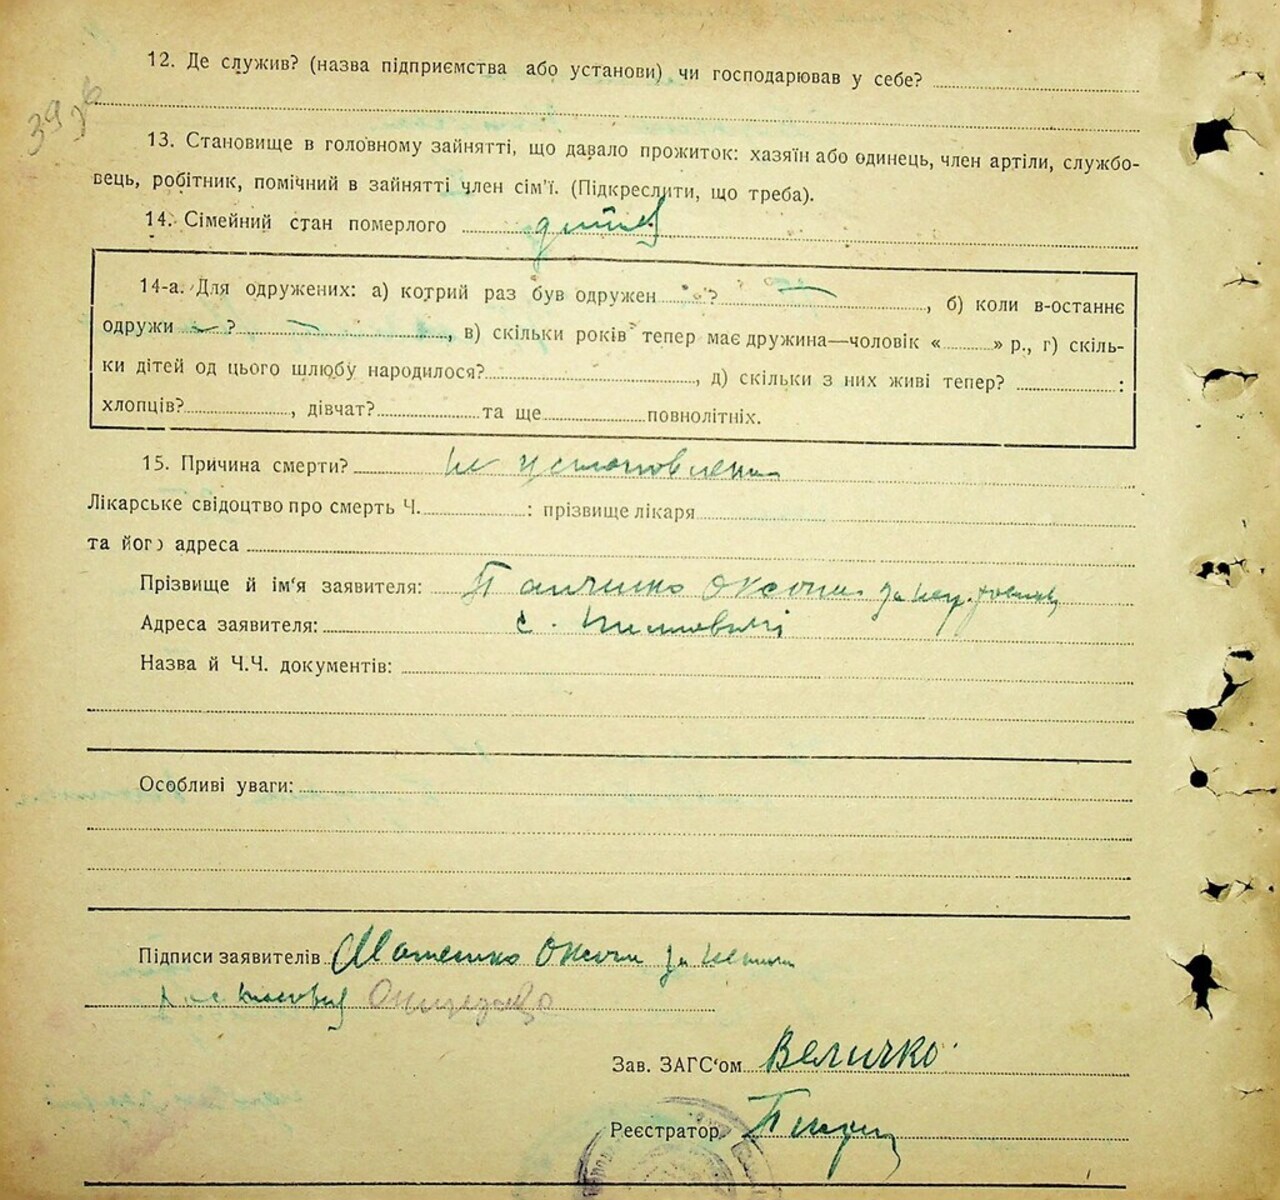 12. Де служив? (назва підприємства або установи) чи господарював у себе?
39
13. Становище в головному зайнятті, що давало прожиток: хазяїн або одинець, член артіли, службо-
вець, робітник, помічний в зайнятті член сім'ї. (Підкреслити, що треба).
14. Сімейний стан померлого
14-а. Для одружених: а) котрий раз був одружен ? , б) коли в-останнє
одружи ? , в) скільки років тепер має дружина—чоловік « » р., г) скіль-
ки дітей од цього шлюбу народилося? , д) скільки з них живі тепер? :
хлопців? , дівчат? та ще повнолітніх.
15. Причина смерти? не установлена
Лікарське свідоцтво про смерть Ч. : прізвище лікаря
та його адреса
Прізвище й ім'я заявителя: Оксана за
Адреса заявителя: с.
Назва й Ч.Ч. документів:
Особливі уваги:
Підписи заявителів за
Зав. ЗАГС'ом Величко
Реєстратор